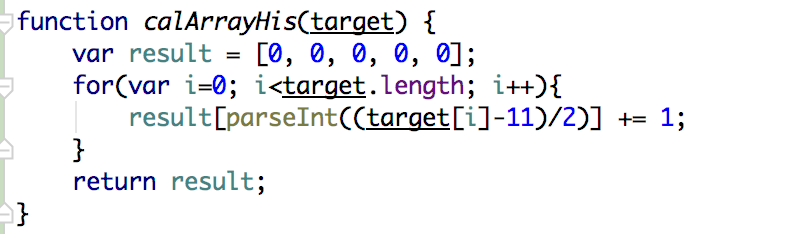 function calArrayHis(target) {
    var result = [0, 0, 0, 0, 0];
    for(var i=0; i<target.length; i++){
        result[parseInt((target[i]-11)/2)] += 1;
    }
    return result;
}